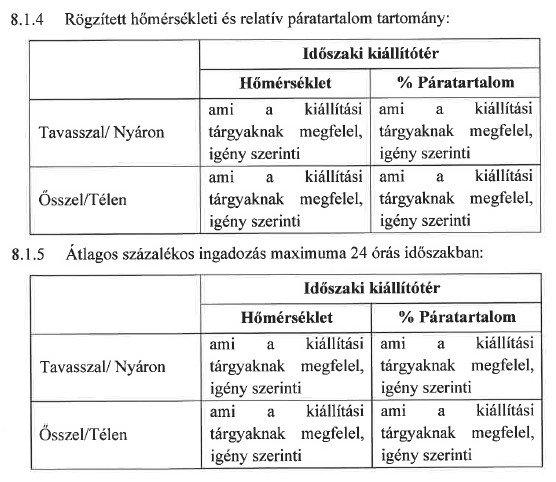 8.1.4 Rögzített hőmérsékleti és relatív páratartalom tartomány:
Időszaki kiállítótér
Hőmérséklet % Páratartalom
Tavasszal/ Nyáron
ami a kiállítási
tárgyaknak megfelel,
igény szerinti
ami a kiállítási
tárgyaknak megfelel,
igény szerinti
Ősszel/Télen
ami a kiállítási
tárgyaknak megfelel,
igény szerinti
ami a kiállítási
tárgyaknak megfelel,
igény szerinti
8.1.5 Átlagos százalékos ingadozás maximuma 24 órás időszakban:
Időszaki kiállítótér
Hőmérséklet % Páratartalom
Tavasszal/ Nyáron
ami a kiállítási
tárgyaknak megfelel,
igény szerinti
ami a kiállítási
tárgyaknak megfelel,
igény szerinti
Ősszel/Télen
ami a kiállítási
tárgyaknak megfelel,
igény szerinti
ami a kiállítási
tárgyaknak megfelel,
igény szerinti